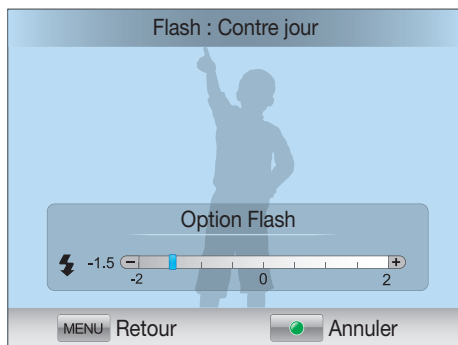 Flash : Contre jour
Option Flash
-1.5 - +
-2 0 2
MENU Retour Annuler